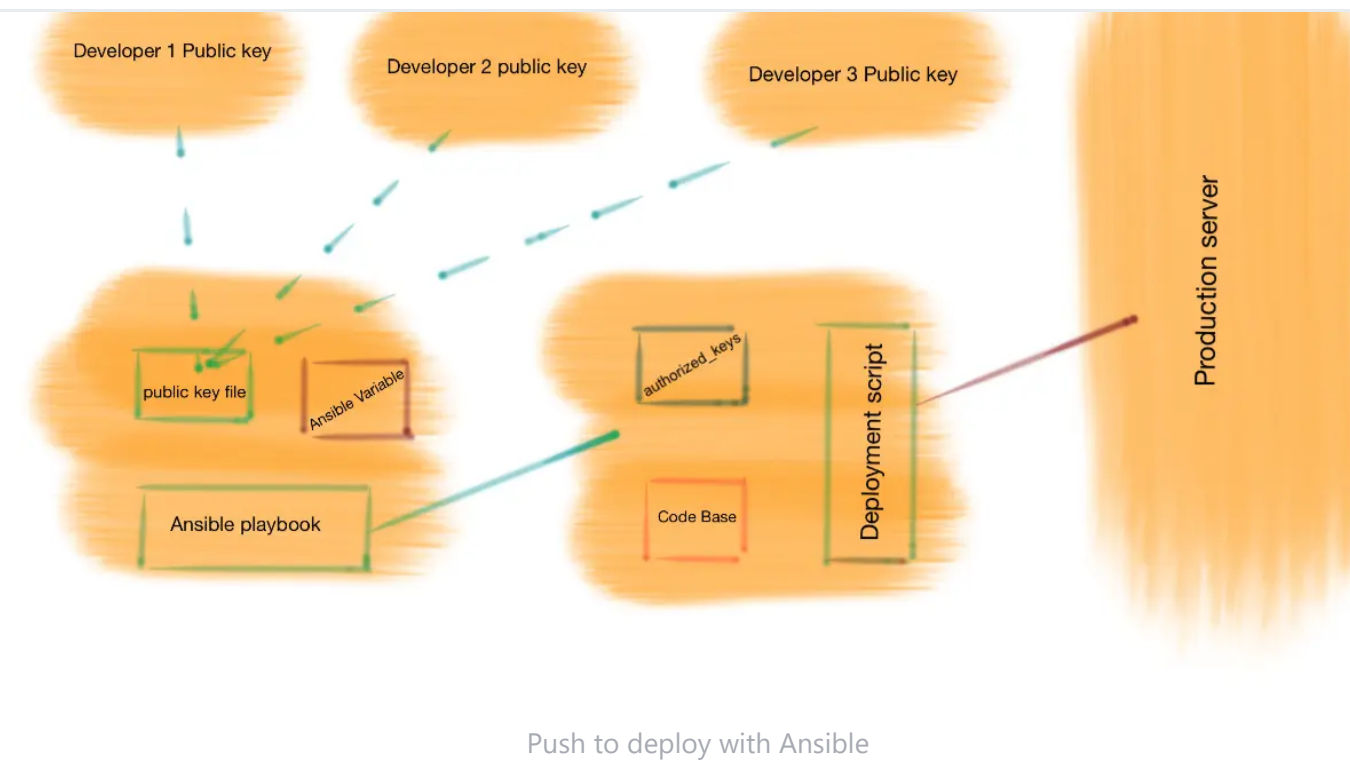 Developer 1 Public key
Developer 2 public key
Developer 3 Public key
Production server
public key file
Ansible Variable
authorized_keys
Deployment script
Ansible playbook
Code Base
Push to deploy with Ansible